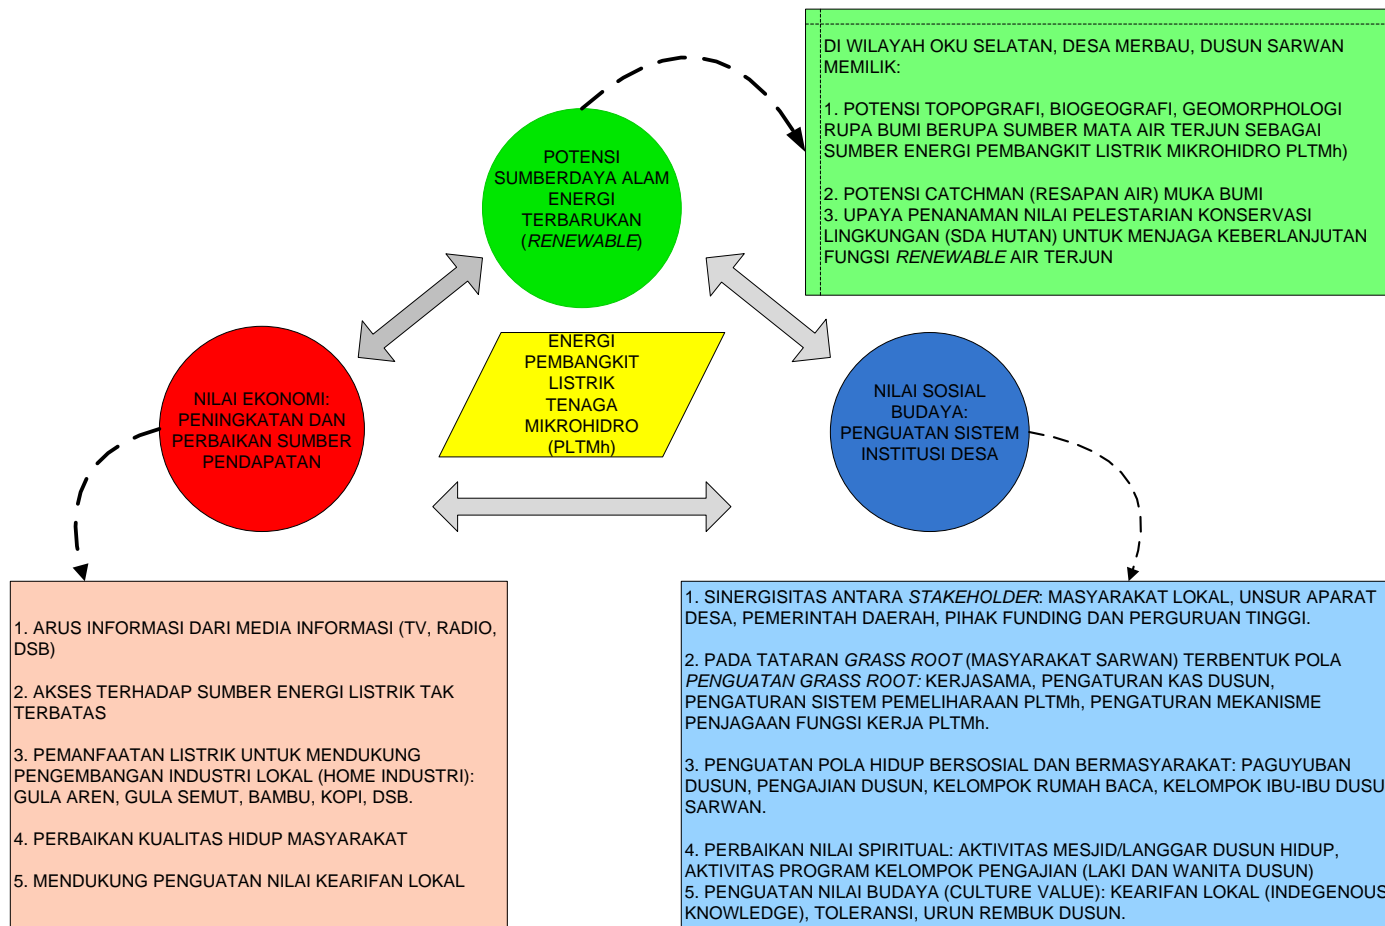 DI WILAYAH OKU SELATAN, DESA MERBAU, DUSUN SARWAN
MEMILIK:
1. POTENSI TOPOPGRAFI, BIOGEOGRAFI, GEOMORPHOLOGI
RUPA BUMI BERUPA SUMBER MATA AIR TERJUN SEBAGAI
SUMBER ENERGI PEMBANGKIT LISTRIK MIKROHIDRO PLTMh)
2. POTENSI CATCHMAN (RESAPAN AIR) MUKA BUMI
3. UPAYA PENANAMAN NILAI PELESTARIAN KONSERVASI
LINGKUNGAN (SDA HUTAN) UNTUK MENJAGA KEBERLANJUTAN
FUNGSI RENEWABLE AIR TERJUN
POTENSI
SUMBERDAYA ALAM
ENERGI
TERBARUKAN
(RENEWABLE)
NILAI EKONOMI:
PENINGKATAN DAN
PERBAIKAN SUMBER
PENDAPATAN
ENERGI
PEMBANGKIT
LISTRIK
TENAGA
MIKROHIDRO
(PLTMh)
NILAI SOSIAL
BUDAYA:
PENGUATAN SISTEM
INSTITUSI DESA
1. ARUS INFORMASI DARI MEDIA INFORMASI (TV, RADIO,
DSB)
2. AKSES TERHADAP SUMBER ENERGI LISTRIK TAK
TERBATAS
3. PEMANFAATAN LISTRIK UNTUK MENDUKUNG
PENGEMBANGAN INDUSTRI LOKAL (HOME INDUSTRI):
GULA AREN, GULA SEMUT, BAMBU, KOPI, DSB.
4. PERBAIKAN KUALITAS HIDUP MASYARAKAT
5. MENDUKUNG PENGUATAN NILAI KEARIFAN LOKAL
1. SINERGISITAS ANTARA STAKEHOLDER: MASYARAKAT LOKAL, UNSUR APARAT
DESA, PEMERINTAH DAERAH, PIHAK FUNDING DAN PERGURUAN TINGGI.
2. PADA TATARAN GRASS ROOT (MASYARAKAT SARWAN) TERBENTUK POLA
PENGUATAN GRASS ROOT: KERJASAMA, PENGATURAN KAS DUSUN,
PENGATURAN SISTEM PEMELIHARAAN PLTMh, PENGATURAN MEKANISME
PENJAGAAN FUNGSI KERJA PLTMh.
3. PENGUATAN POLA HIDUP BERSOSIAL DAN BERMASYARAKAT: PAGUYUBAN
DUSUN, PENGAJIAN DUSUN, KELOMPOK RUMAH BACA, KELOMPOK IBU-IBU DUSU
SARWAN.
4. PERBAIKAN NILAI SPIRITUAL: AKTIVITAS MESJID/LANGGAR DUSUN HIDUP,
AKTIVITAS PROGRAM KELOMPOK PENGAJIAN (LAKI DAN WANITA DUSUN)
5. PENGUATAN NILAI BUDAYA (CULTURE VALUE): KEARIFAN LOKAL (INDEGENOUS
KNOWLEDGE), TOLERANSI, URUN REMBUK DUSUN.